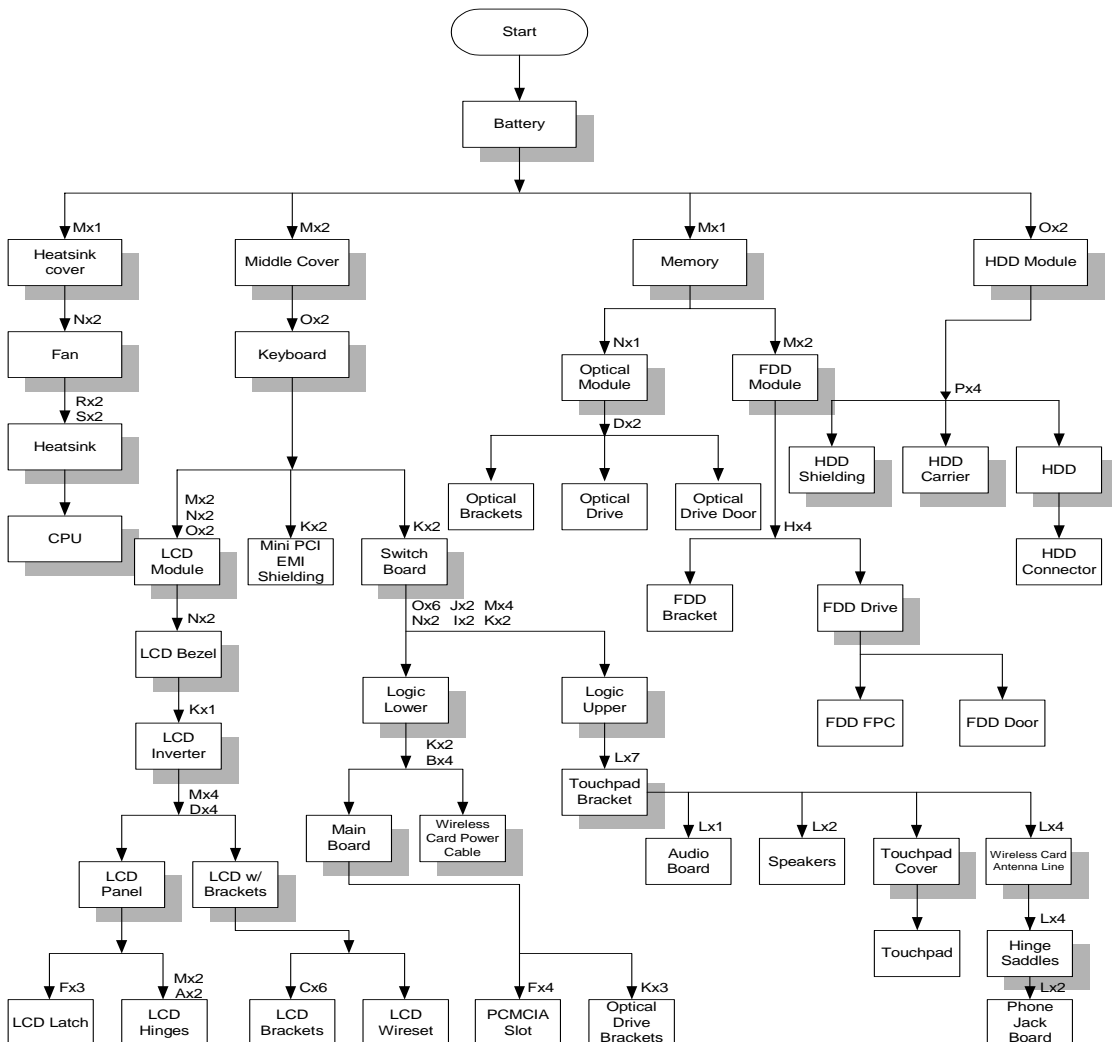 Start
Battery
Mx1
Mx2
Mx1
Ox2
Heatsink
cover
Middle Cover
Memory
HDD Module
Nx2
Ox2
Fan
Keyboard
Nx1
Mx2
Optical
Module
FDD
Module
Rx2
Sx2
Px4
Heatsink
Dx2
HDD
Shielding
HDD
Carrier
HDD
Optical
Brackets
Optical
Drive
Optical
Drive Door
Mx2
Nx2
Ox2
Kx2
Kx2
Hx4
CPU
LCD
Module
Mini PCI
EMI
Shielding
Switch
Board
HDD
Connector
FDD
Bracket
FDD Drive
Ox6 Jx2 Mx4
Nx2 Ix2 Kx2
Nx2
LCD Bezel
Logic
Lower
Logic
Upper
FDD FPC
FDD Door
Kx1
LCD
Inverter
Kx2
Bx4
Lx7
Touchpad
Bracket
Mx4
Dx4
Main
Board
Wireless
Card Power
Cable
Lx1
Lx2
Lx4
Audio
Board
Speakers
Touchpad
Cover
Wireless Card
Antenna Line
LCD
Panel
LCD w/
Brackets
Lx4
Touchpad
Hinge
Saddles
Fx3
Mx2
Ax2
Cx6
Fx4
Kx3
Lx2
LCD Latch
LCD
Hinges
LCD
Brackets
LCD
Wireset
PCMCIA
Slot
Optical
Drive
Brackets
Phone
Jack
Board